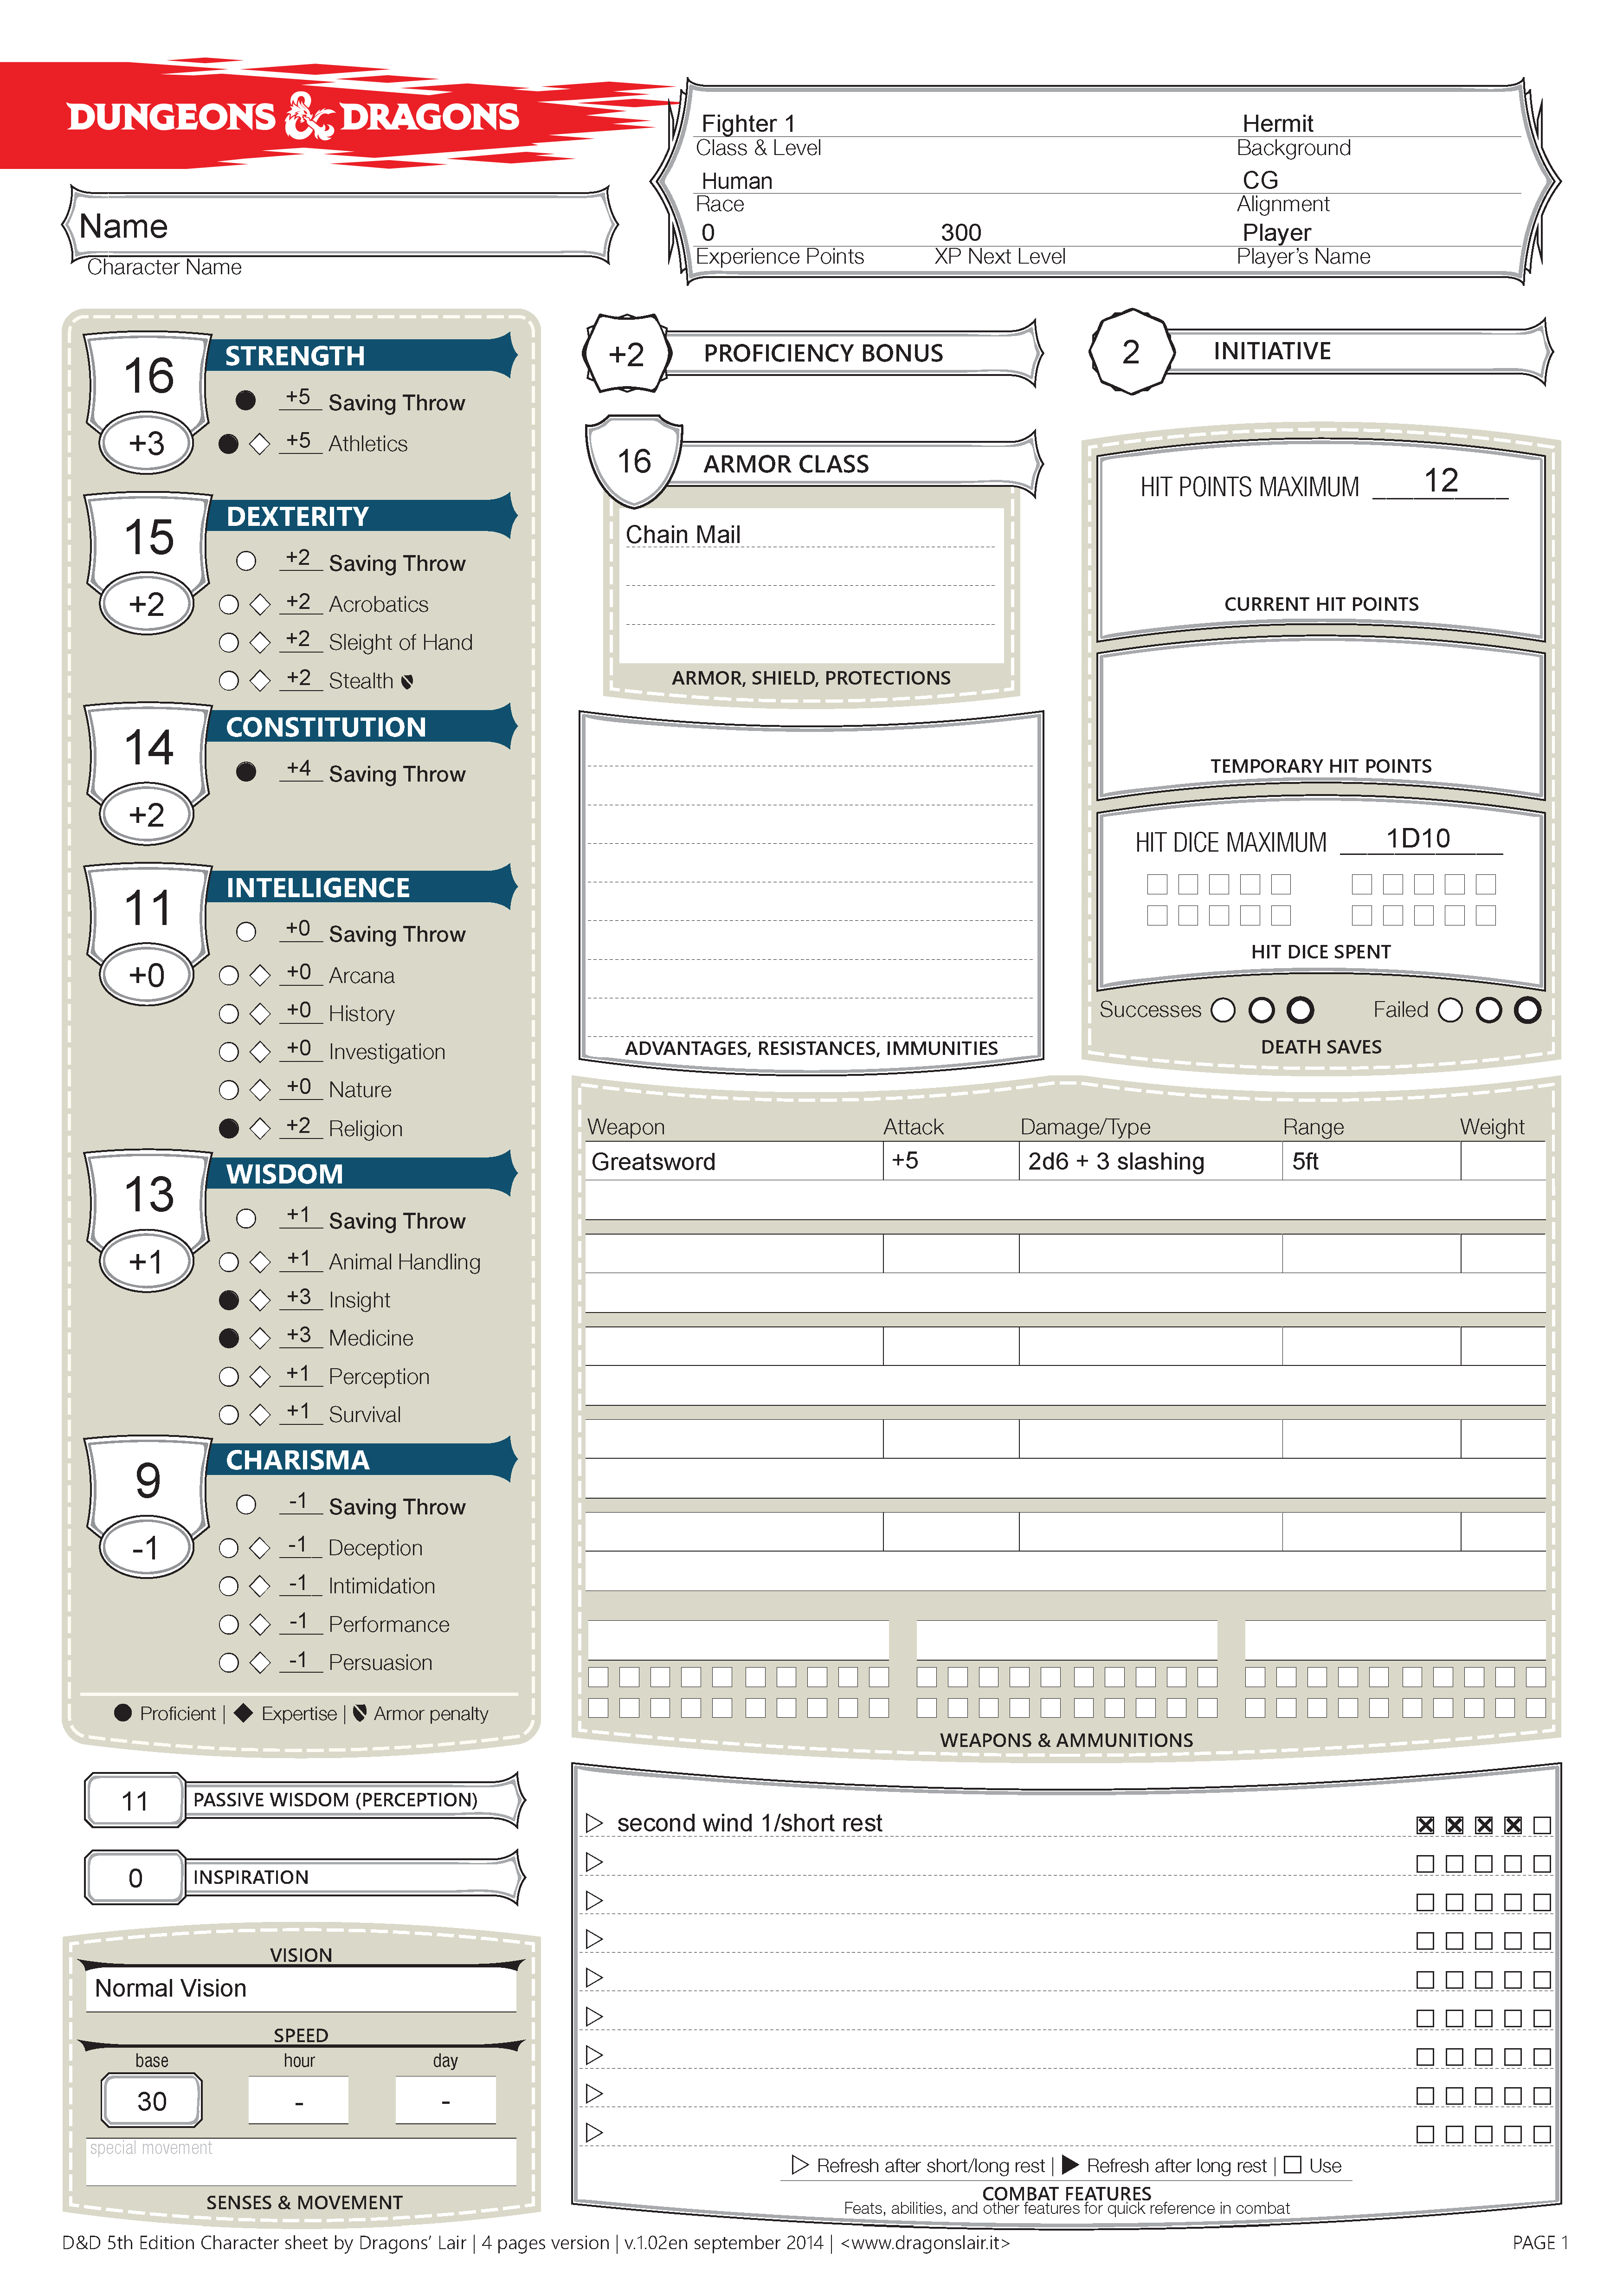 DUNGEONS & DRAGONS
Fighter 1 Hermit
Class & Level Background
Human CG
Race Alignment
0 300 Player
Experience Points XP Next Level Player's Name
Name
Character Name
16 STRENGTH
+3
+5 Saving Throw
+5 Athletics
15 DEXTERITY
+2
+2 Saving Throw
+2 Acrobatics
+2 Sleight of Hand
+2 Stealth
14 CONSTITUTION
+2
+4 Saving Throw
11 INTELLIGENCE
+0
+0 Saving Throw
+0 Arcana
+0 History
+0 Investigation
+0 Nature
+2 Religion
13 WISDOM
+1
+1 Saving Throw
+1 Animal Handling
+3 Insight
+3 Medicine
+1 Perception
+1 Survival
9 CHARISMA
-1
-1 Saving Throw
-1 Deception
-1 Intimidation
-1 Performance
-1 Persuasion
Proficient | Expertise | Armor penalty
11 PASSIVE WISDOM (PERCEPTION)
0 INSPIRATION
VISION
Normal Vision
SPEED
base hour day
30 - -
special movement
SENSES & MOVEMENT
+2 PROFICIENCY BONUS
2 INITIATIVE
16 ARMOR CLASS
Chain Mail
ARMOR, SHIELD, PROTECTIONS
ADVANTAGES, RESISTANCES, IMMUNITIES
HIT POINTS MAXIMUM 12
CURRENT HIT POINTS
TEMPORARY HIT POINTS
HIT DICE MAXIMUM 1D10
HIT DICE SPENT
Successes Failed
DEATH SAVES
Weapon Attack Damage/Type Range Weight
Greatsword +5 2d6 + 3 slashing 5ft
WEAPONS & AMMUNITIONS
second wind 1/short rest
Refresh after short/long rest | Refresh after long rest | Use
COMBAT FEATURES
Feats, abilities, and other features for quick reference in combat
D&D 5th Edition Character sheet by Dragons' Lair | 4 pages version | v.1.02en september 2014 | <www.dragonslair.it> PAGE 1